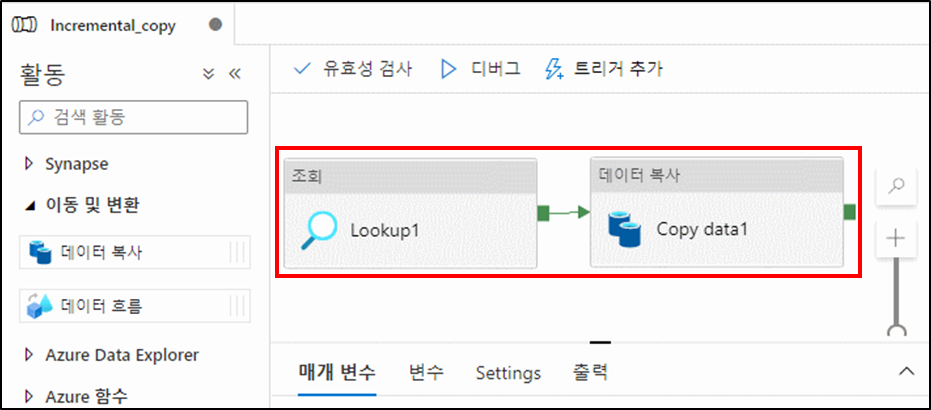 Incremental_copy
활동
검색 활동
Synapse
이동 및 변환
데이터 복사
데이터 흐름
Azure Data Explorer
Azure 함수
유효성 검사
디버그
트리거 추가
조회
Lookup1
데이터 복사
Copy data1
매개 변수
변수
Settings
출력